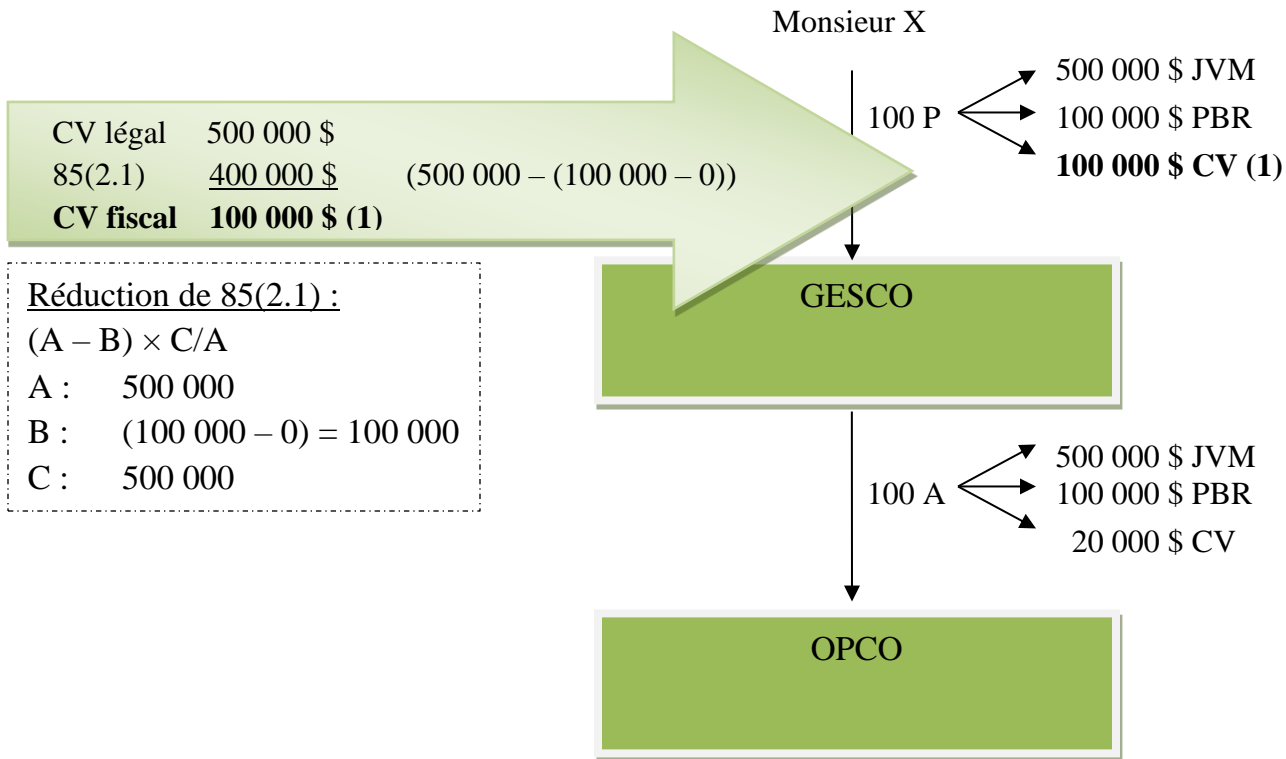 Monsieur X
CV légal 500 000 $
85(2.1) 400 000 $ (500 000 – (100 000 – 0))
CV fiscal 100 000 $ (1)
100 P
500 000 $ JVM
100 000 $ PBR
100 000 $ CV (1)
Réduction de 85(2.1) :
(A – B) × C/A
A : 500 000
B : (100 000 – 0) = 100 000
C : 500 000
GESCO
100 A
500 000 $ JVM
100 000 $ PBR
20 000 $ CV
OPCO